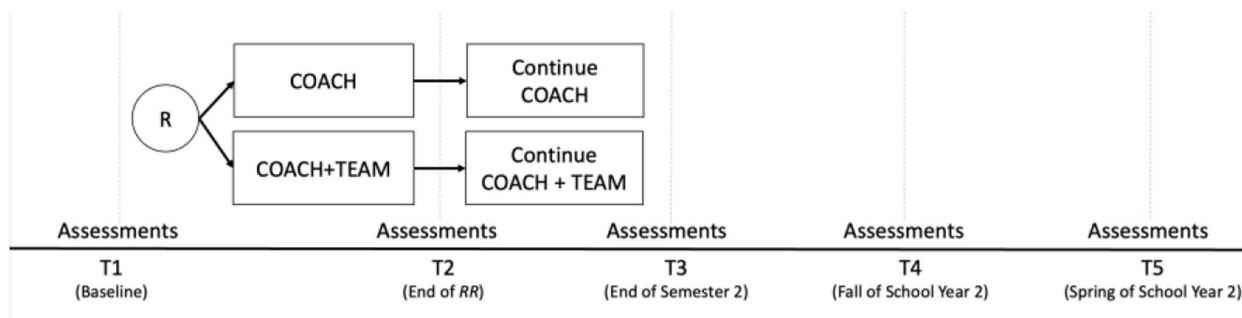 COACH
Continue
COACH
R
COACH+TEAM
Continue
COACH + TEAM
Assessments Assessments Assessments Assessments Assessments
T1 T2 T3 T4 T5
(Baseline) (End of RR) (End of Semester 2) (Fall of School Year 2) (Spring of School Year 2)